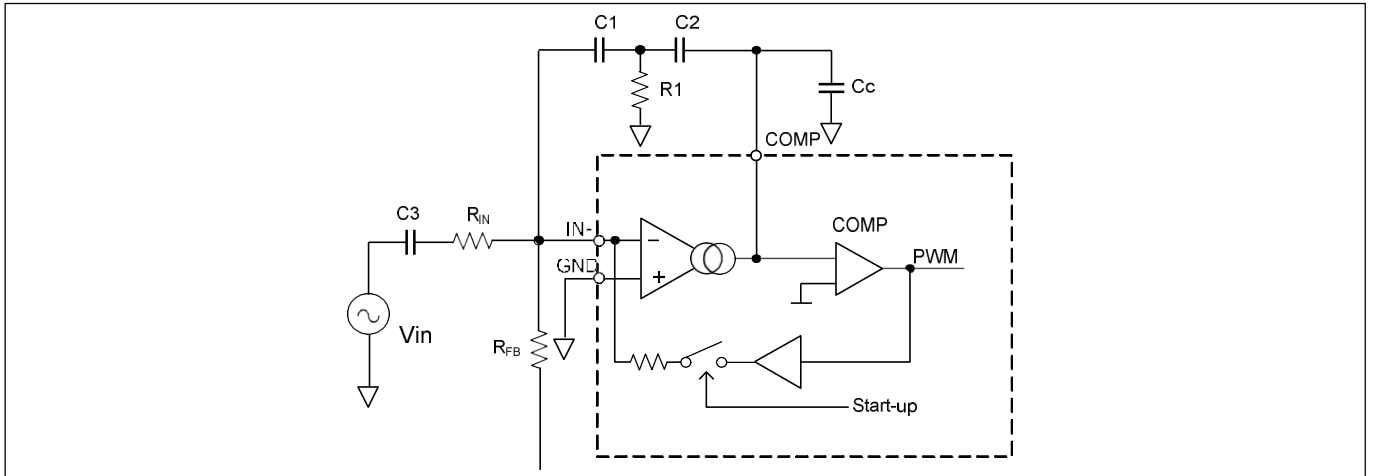 C1
C2
R1
Cc
COMP
C3
RIN
IN-
COMP
GND
PWM
Vin
RFB
Start-up